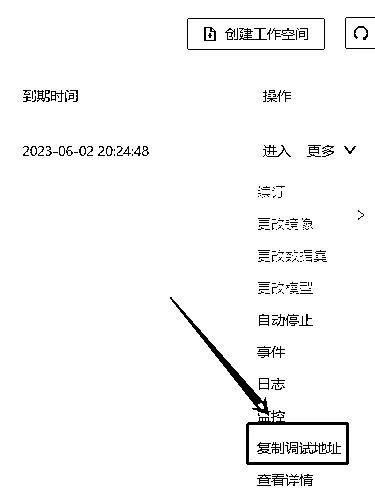 创建工作空间
到期时间 操作
2023-06-02 20:24:48 进入 更多
续订
更改镜像
更改数据集
更改模型
自动停止
事件
日志
监控
复制调试地址
查看详情